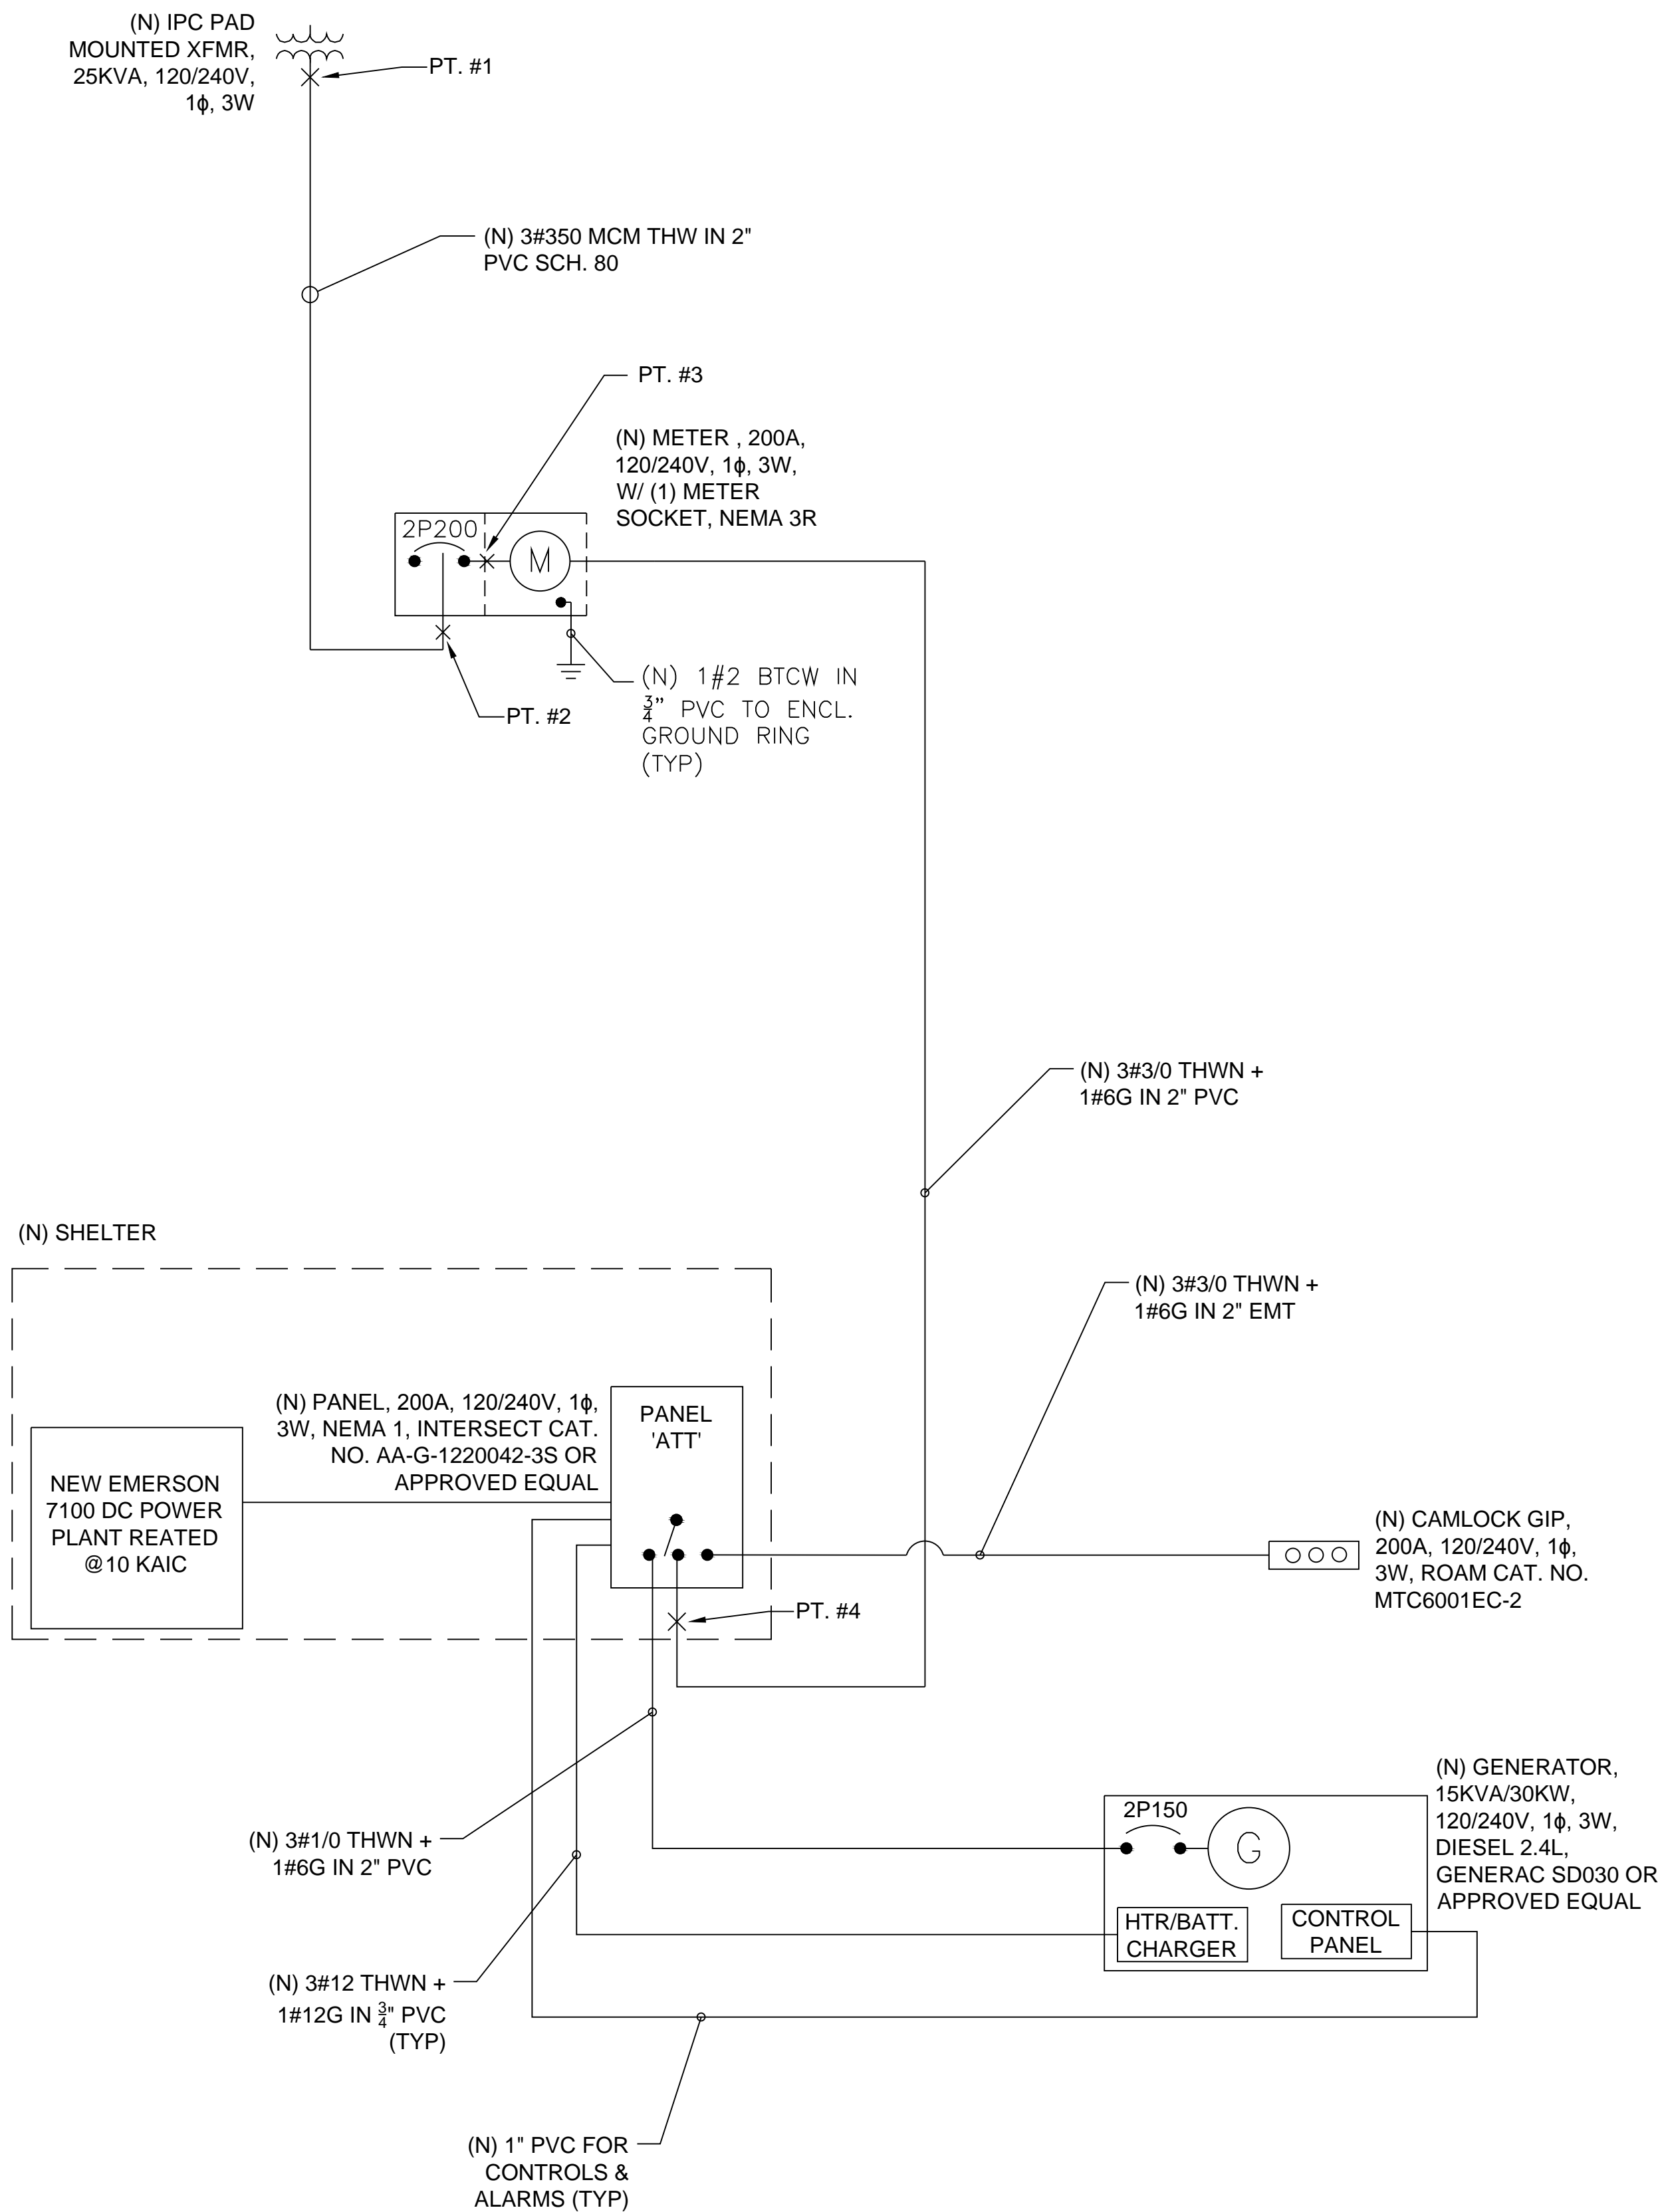 (N) IPC PAD
MOUNTED XFMR,
25KVA, 120/240V,
1ϕ, 3W
PT. #1
(N) 3#350 MCM THW IN 2"
PVC SCH. 80
PT. #3
(N) METER , 200A,
120/240V, 1ϕ, 3W,
W/ (1) METER
SOCKET, NEMA 3R
2P200
M
(N) 1#2 BTCW IN
3/4" PVC TO ENCL.
GROUND RING
(TYP)
PT. #2
(N) 3#3/0 THWN +
1#6G IN 2" PVC
(N) SHELTER
(N) 3#3/0 THWN +
1#6G IN 2" EMT
(N) PANEL, 200A, 120/240V, 1ϕ,
3W, NEMA 1, INTERSECT CAT.
NO. AA-G-1220042-3S OR
APPROVED EQUAL
PANEL
'ATT'
NEW EMERSON
7100 DC POWER
PLANT REATED
@10 KAIC
(N) CAMLOCK GIP,
200A, 120/240V, 1ϕ,
3W, ROAM CAT. NO.
MTC6001EC-2
PT. #4
(N) GENERATOR,
15KVA/30KW,
120/240V, 1ϕ, 3W,
DIESEL 2.4L,
GENERAC SD030 OR
APPROVED EQUAL
2P150
G
HTR/BATT.
CHARGER
CONTROL
PANEL
(N) 3#1/0 THWN +
1#6G IN 2" PVC
(N) 3#12 THWN +
1#12G IN 3/4" PVC
(TYP)
(N) 1" PVC FOR
CONTROLS &
ALARMS (TYP)